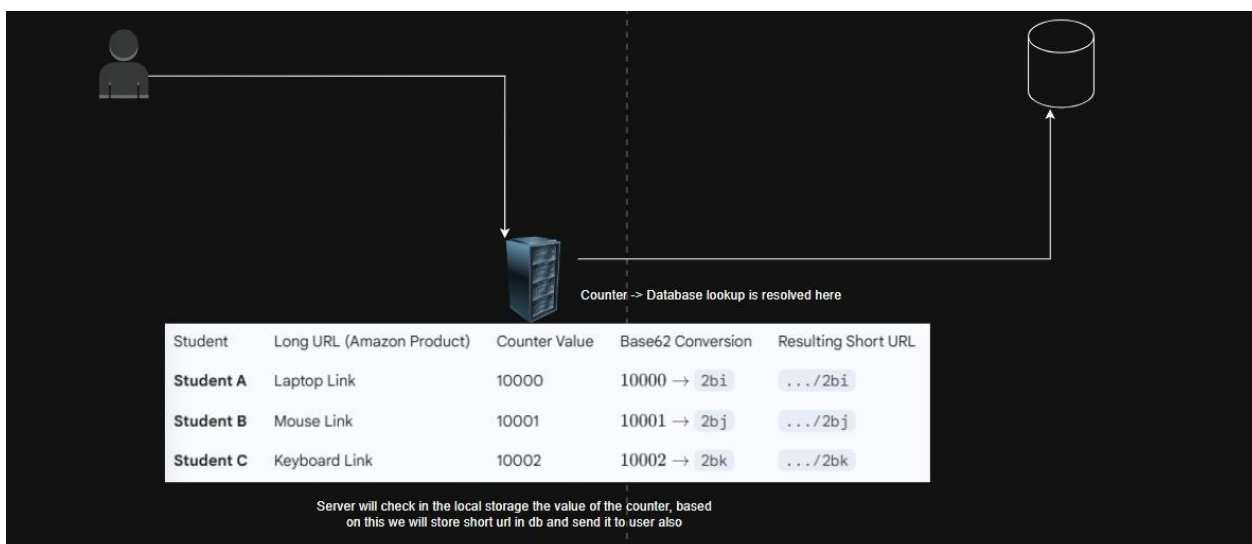 Counter -> Database lookup is resolved here
Student Long URL (Amazon Product) Counter Value Base62 Conversion Resulting Short URL
Student A Laptop Link 10000 10000 → 2bi .../2bi
Student B Mouse Link 10001 10001 → 2bj .../2bj
Student C Keyboard Link 10002 10002 → 2bk .../2bk
Server will check in the local storage the value of the counter, based
on this we will store short url in db and send it to user also